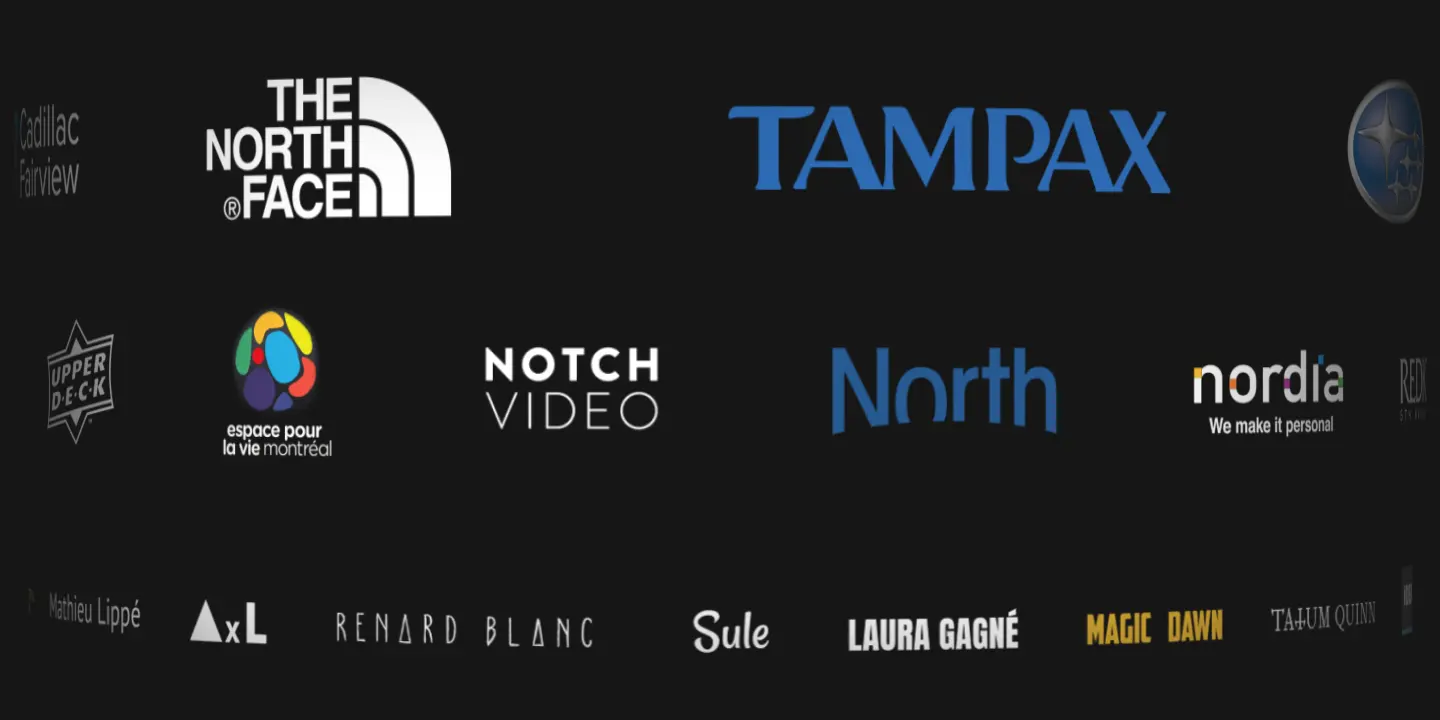 Cadillac
Fairview
THE
NORTH
®FACE
TAMPAX
UPPER
D·E·C·K
espace pour
la vie montréal
NOTCH
VIDEO
North
nordia
We make it personal
Mathieu Lippé
AxL
RENARD BLANC
Sule
LAURA GAGNÉ
MAGIC DAWN
TATUM QUINN